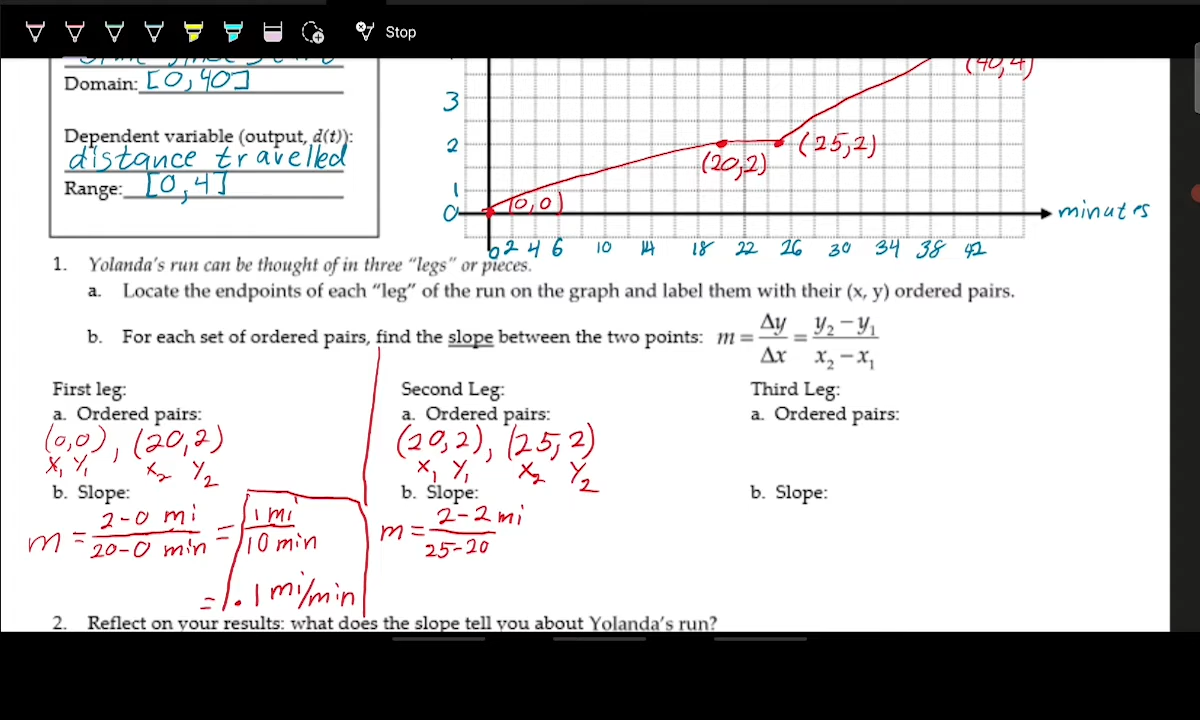 Stop
Domain: [0,40]
(40,4)
3
Dependent variable (output, d(t)):
distance travelled
2
(20,2)
(25,2)
Range: [0,4]
1
(0,0)
0
minutes
0 2 4 6 10 14 18 22 26 30 34 38 42
1. Yolanda's run can be thought of in three "legs" or pieces.
a. Locate the endpoints of each "leg" of the run on the graph and label them with their (x, y) ordered pairs.
b. For each set of ordered pairs, find the slope between the two points: m = Δy/Δx = (y₂ − y₁)/(x₂ − x₁)
First leg:
a. Ordered pairs:
(0,0), (20,2)
x₁ y₁ x₂ y₂
b. Slope:
m = 2-0 mi / 20-0 min = 1 mi / 10 min
= .1 mi/min
Second Leg:
a. Ordered pairs:
(20,2), (25,2)
x₁ y₁ x₂ y₂
b. Slope:
m = 2-2 mi / 25-20
Third Leg:
a. Ordered pairs:
b. Slope:
2. Reflect on your results: what does the slope tell you about Yolanda's run?